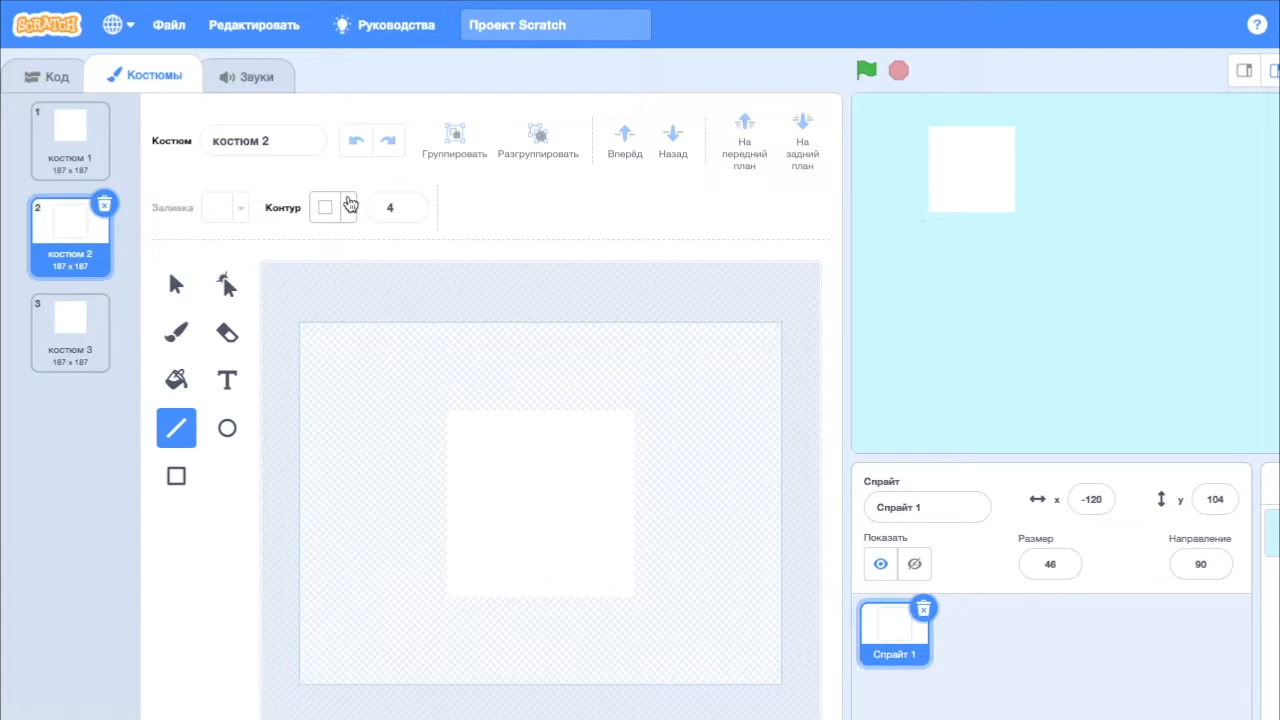 SCRATCH
Файл
Редактировать
Руководства
Проект Scratch
?
Код
Костюмы
Звуки
1
костюм 1
187 x 187
2
костюм 2
187 x 187
3
костюм 3
187 x 187
Костюм
костюм 2
Группировать
Разгруппировать
Вперёд
Назад
На
передний
план
На
задний
план
Заливка
Контур
4
T
Спрайт
Спрайт 1
x
-120
y
104
Показать
Размер
46
Направление
90
Спрайт 1